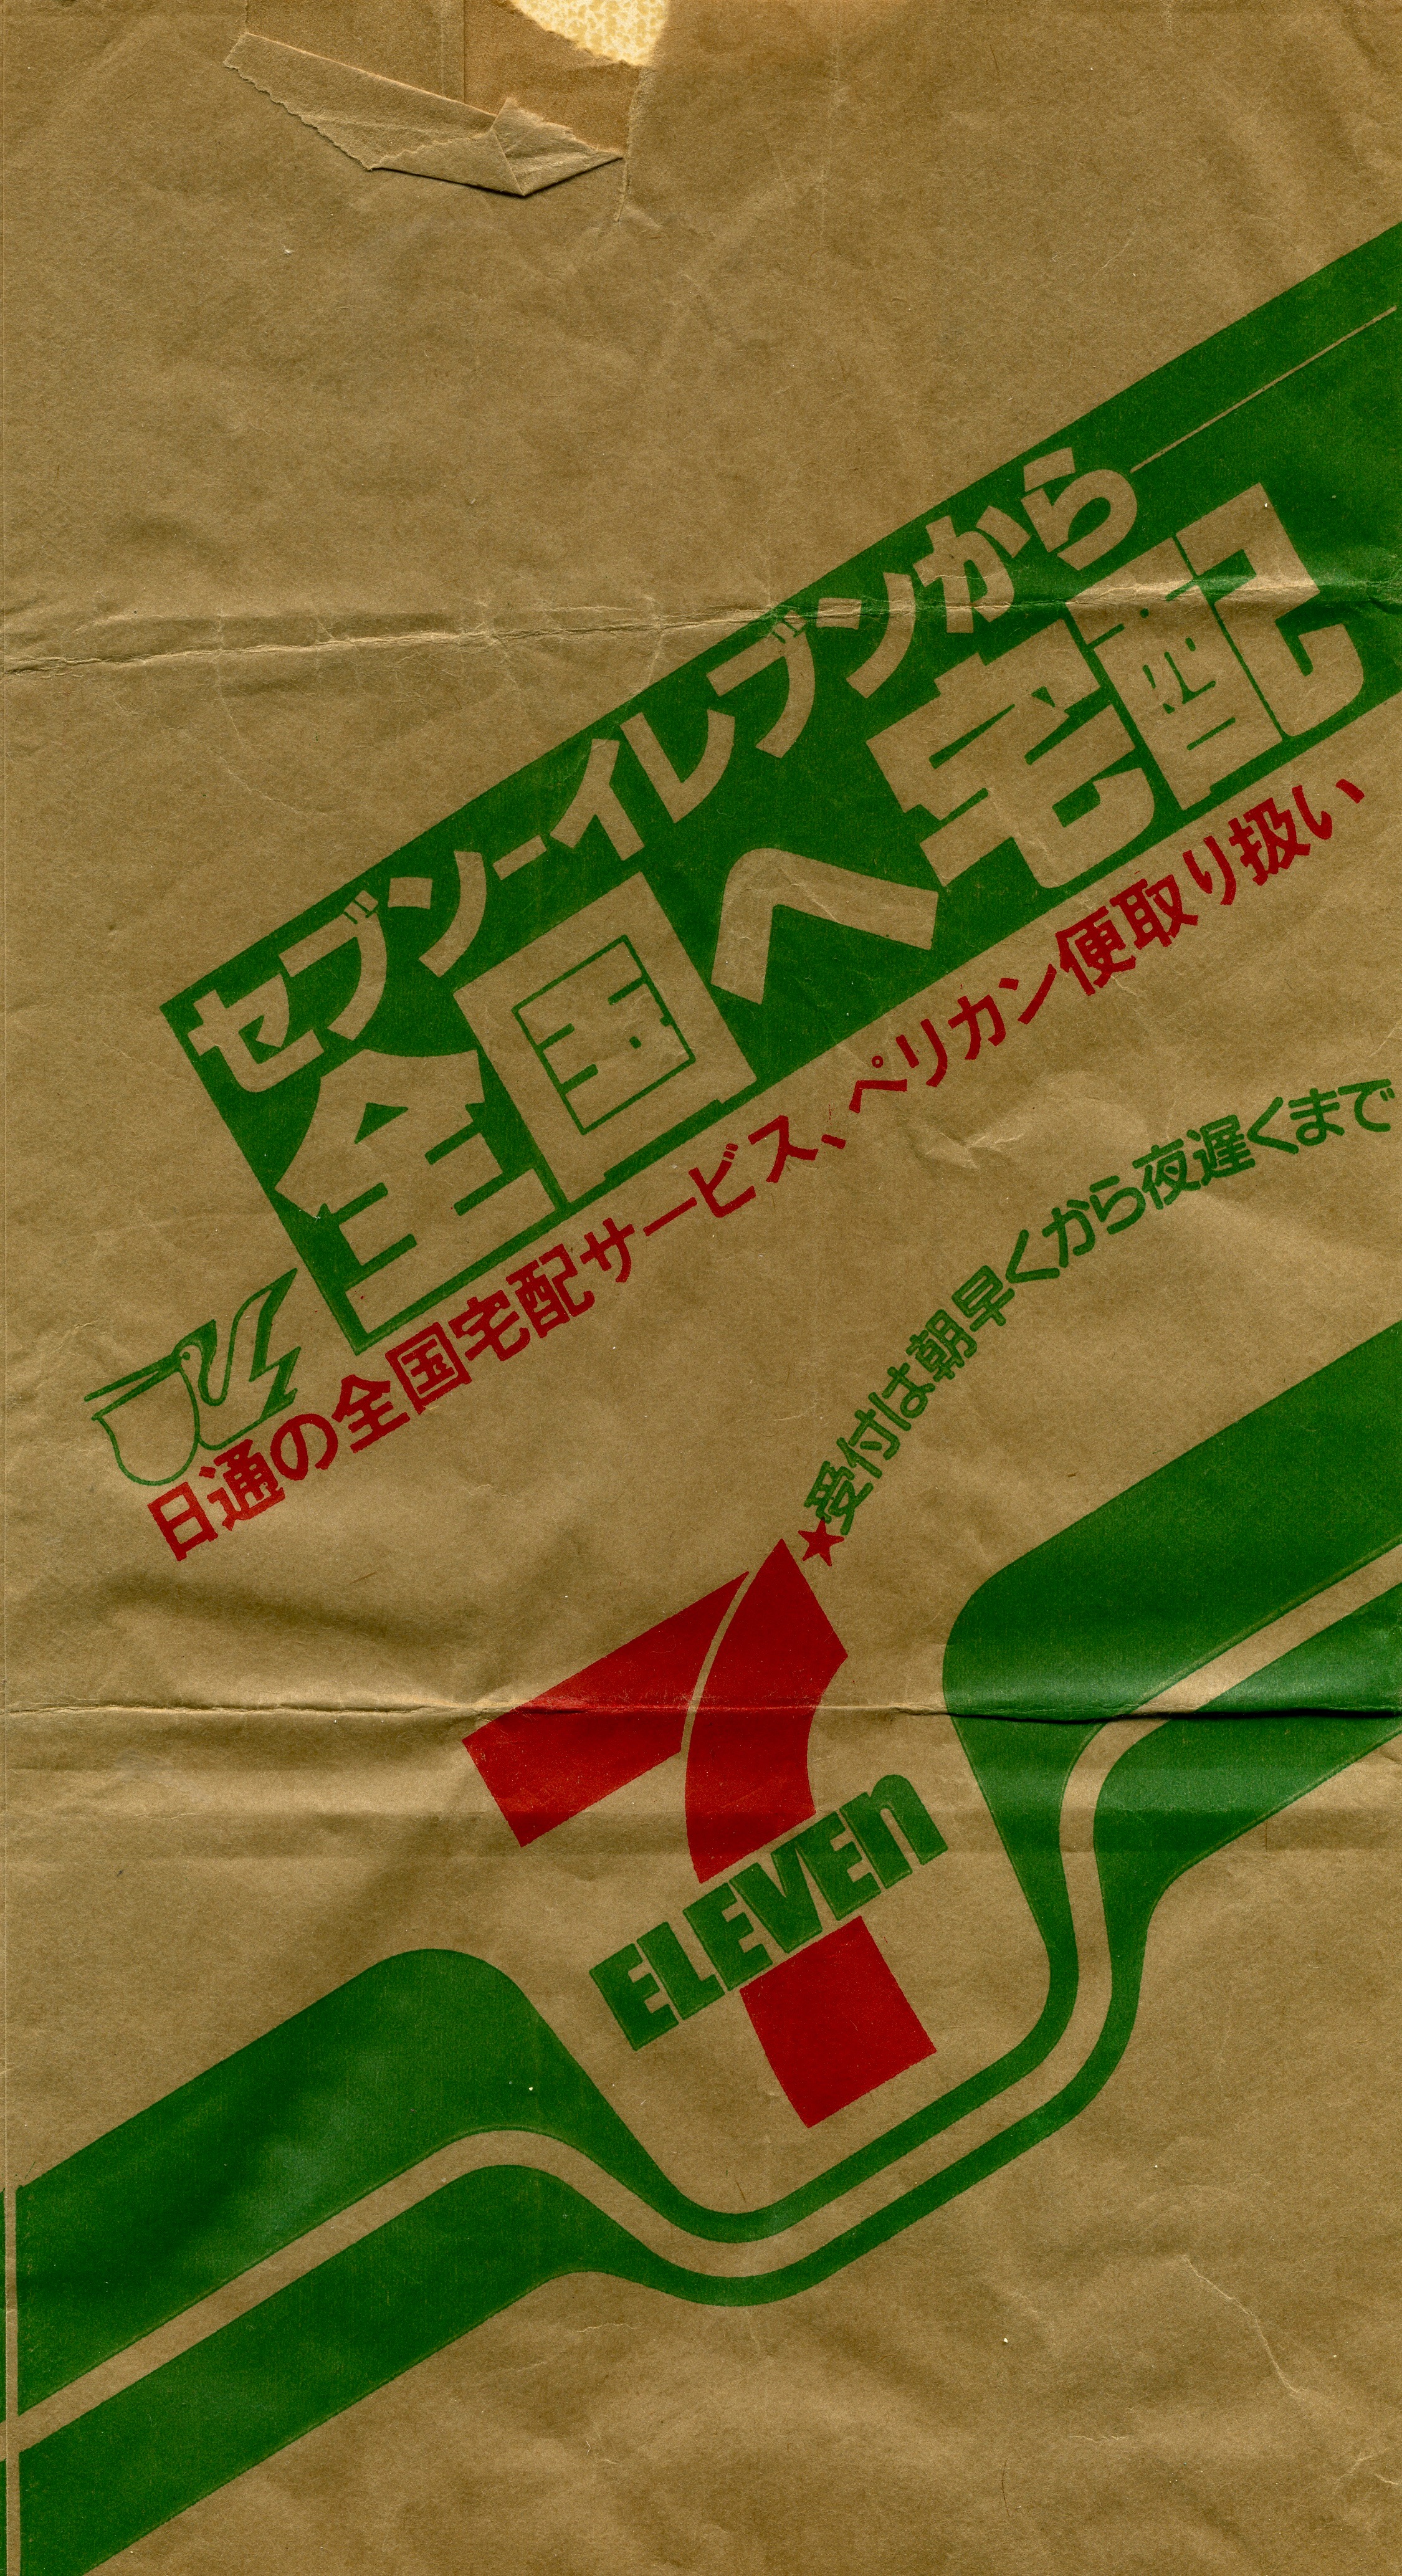 セブン-イレブンから
全国へ宅配
日通の全国宅配サービス、ペリカン便取り扱い
★受付は朝早くから夜遅くまで
7
ELEVEn